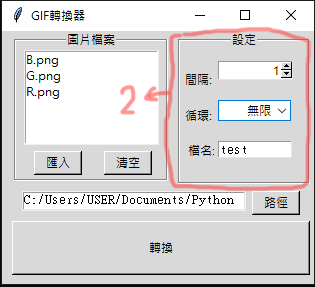 GIF轉換器
圖片檔案
B.png
G.png
R.png
匯入
清空
設定
間隔: 1
循環: 無限
檔名: test
2
C:/Users/USER/Documents/Python
路徑
轉換